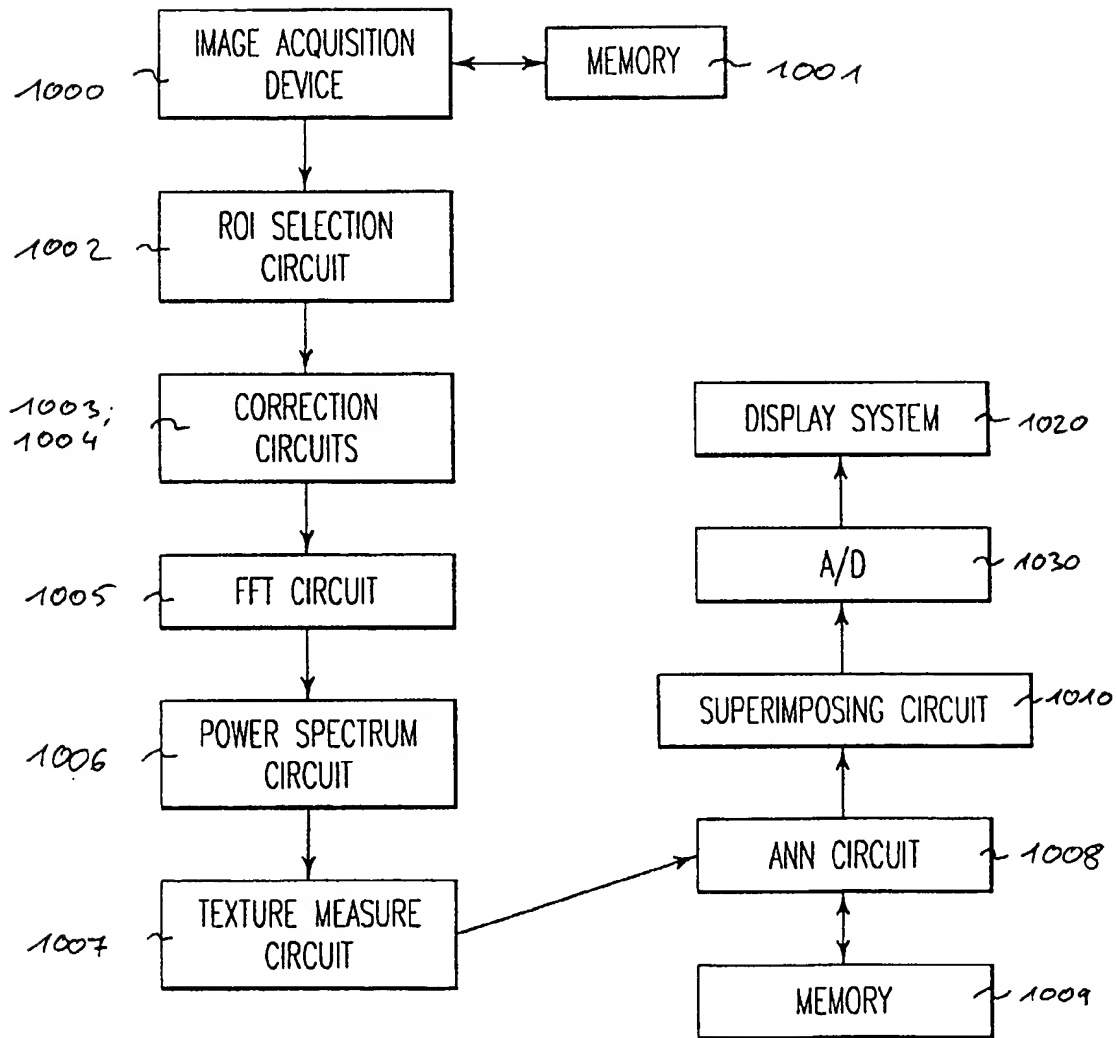 IMAGE ACQUISITION
DEVICE
1000
MEMORY
1001
ROI SELECTION
CIRCUIT
1002
CORRECTION
CIRCUITS
1003;
1004
FFT CIRCUIT
1005
POWER SPECTRUM
CIRCUIT
1006
TEXTURE MEASURE
CIRCUIT
1007
DISPLAY SYSTEM
1020
A/D
1030
SUPERIMPOSING CIRCUIT
1010
ANN CIRCUIT
1008
MEMORY
1009